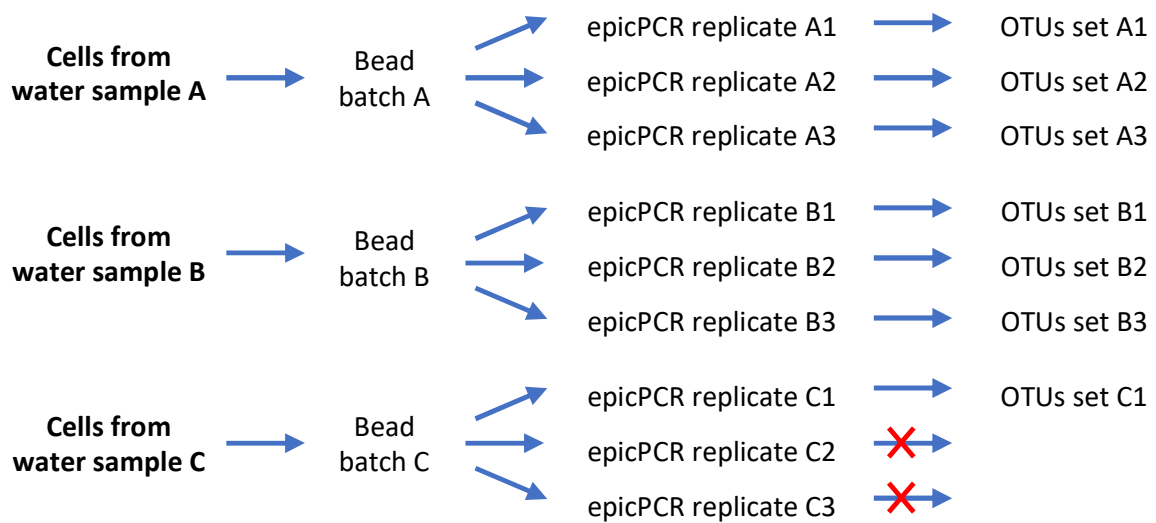 Cells from
water sample A
Bead
batch A
epicPCR replicate A1
OTUs set A1
epicPCR replicate A2
OTUs set A2
epicPCR replicate A3
OTUs set A3
Cells from
water sample B
Bead
batch B
epicPCR replicate B1
OTUs set B1
epicPCR replicate B2
OTUs set B2
epicPCR replicate B3
OTUs set B3
Cells from
water sample C
Bead
batch C
epicPCR replicate C1
OTUs set C1
epicPCR replicate C2
epicPCR replicate C3